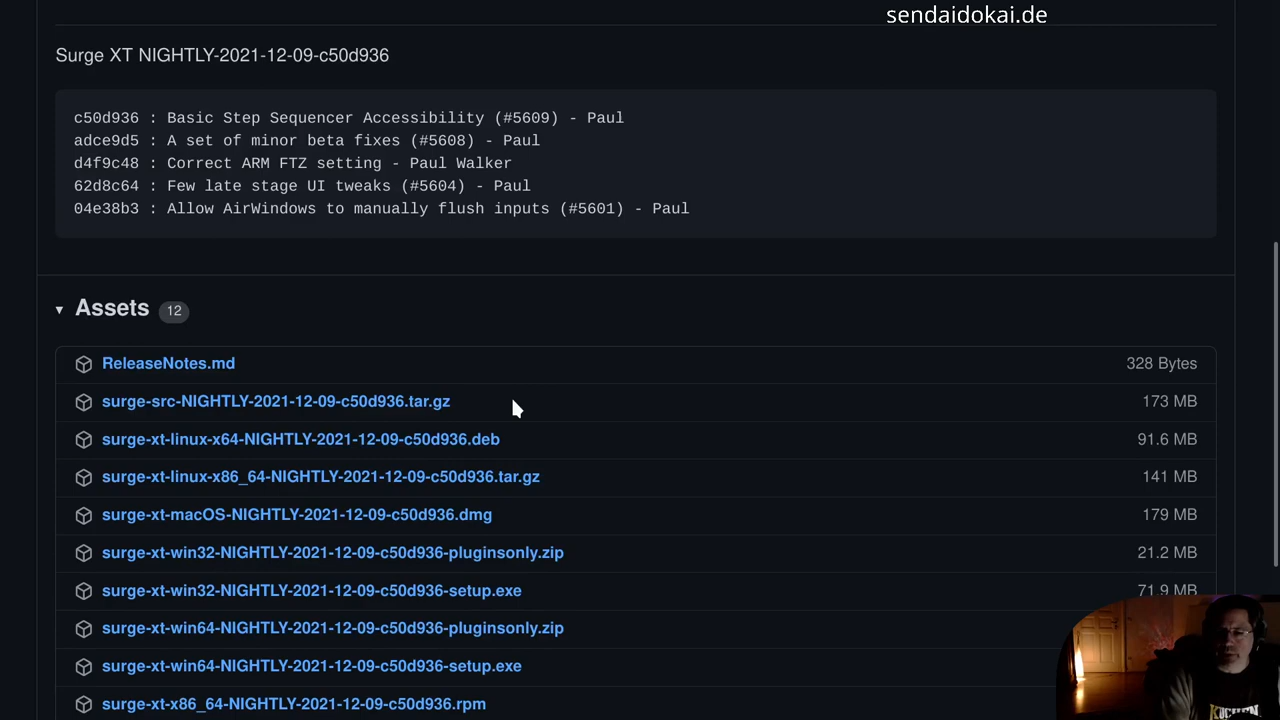 sendaidokai.de
Surge XT NIGHTLY-2021-12-09-c50d936
c50d936 : Basic Step Sequencer Accessibility (#5609) - Paul
adce9d5 : A set of minor beta fixes (#5608) - Paul
d4f9c48 : Correct ARM FTZ setting - Paul Walker
62d8c64 : Few late stage UI tweaks (#5604) - Paul
04e38b3 : Allow AirWindows to manually flush inputs (#5601) - Paul
Assets 12
ReleaseNotes.md 328 Bytes
surge-src-NIGHTLY-2021-12-09-c50d936.tar.gz 173 MB
surge-xt-linux-x64-NIGHTLY-2021-12-09-c50d936.deb 91.6 MB
surge-xt-linux-x86_64-NIGHTLY-2021-12-09-c50d936.tar.gz 141 MB
surge-xt-macOS-NIGHTLY-2021-12-09-c50d936.dmg 179 MB
surge-xt-win32-NIGHTLY-2021-12-09-c50d936-pluginsonly.zip 21.2 MB
surge-xt-win32-NIGHTLY-2021-12-09-c50d936-setup.exe 71.9 MB
surge-xt-win64-NIGHTLY-2021-12-09-c50d936-pluginsonly.zip
surge-xt-win64-NIGHTLY-2021-12-09-c50d936-setup.exe
surge-xt-x86_64-NIGHTLY-2021-12-09-c50d936.rpm
KUCHEN